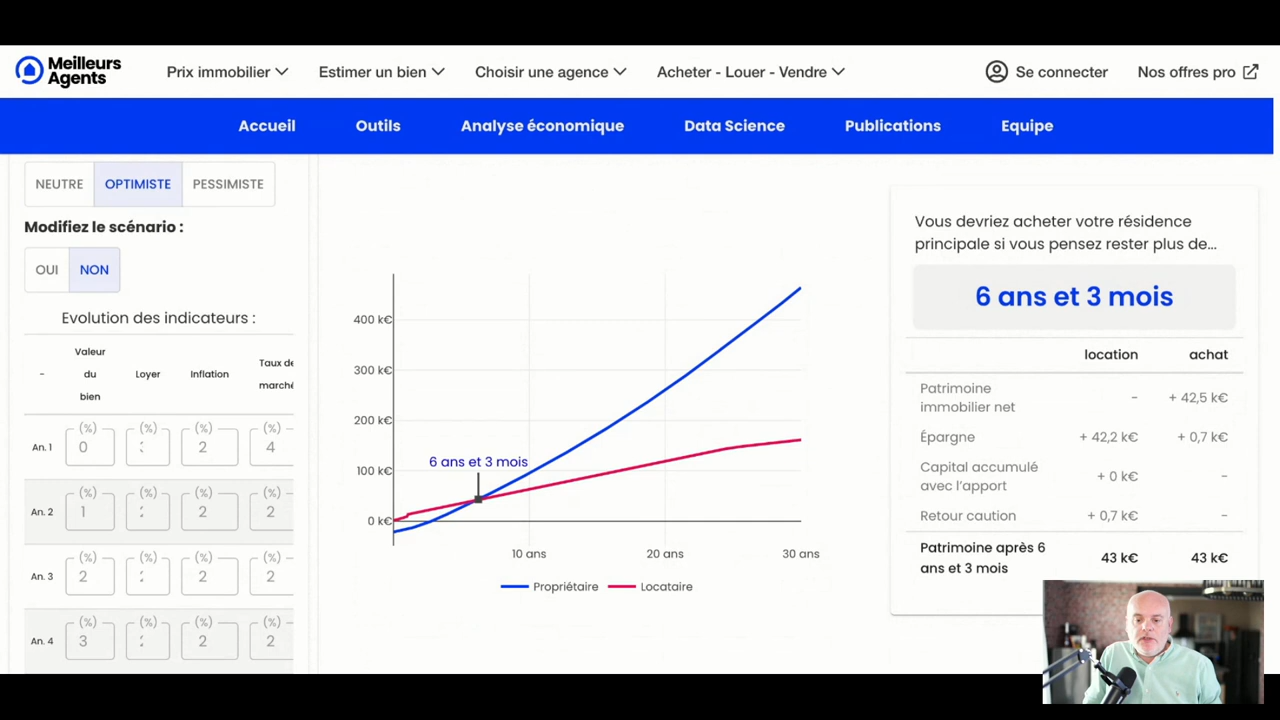 Meilleurs
Agents
Prix immobilier
Estimer un bien
Choisir une agence
Acheter - Louer - Vendre
Se connecter
Nos offres pro
Accueil
Outils
Analyse économique
Data Science
Publications
Equipe
NEUTRE
OPTIMISTE
PESSIMISTE
Modifiez le scénario :
OUI
NON
Evolution des indicateurs :
-
Valeur
du
bien
Loyer
Inflation
Taux de
marché
An. 1
(%)
0
(%)
(%)
2
(%)
4
An. 2
(%)
1
(%)
(%)
2
(%)
2
An. 3
(%)
2
(%)
(%)
2
(%)
2
An. 4
(%)
3
(%)
(%)
2
(%)
2
400 k€
300 k€
200 k€
100 k€
0 k€
6 ans et 3 mois
10 ans
20 ans
30 ans
Propriétaire
Locataire
Vous devriez acheter votre résidence
principale si vous pensez rester plus de...
6 ans et 3 mois
location
achat
Patrimoine
immobilier net
-
+ 42,5 k€
Épargne
+ 42,2 k€
+ 0,7 k€
Capital accumulé
avec l’apport
+ 0 k€
-
Retour caution
+ 0,7 k€
-
Patrimoine après 6
ans et 3 mois
43 k€
43 k€